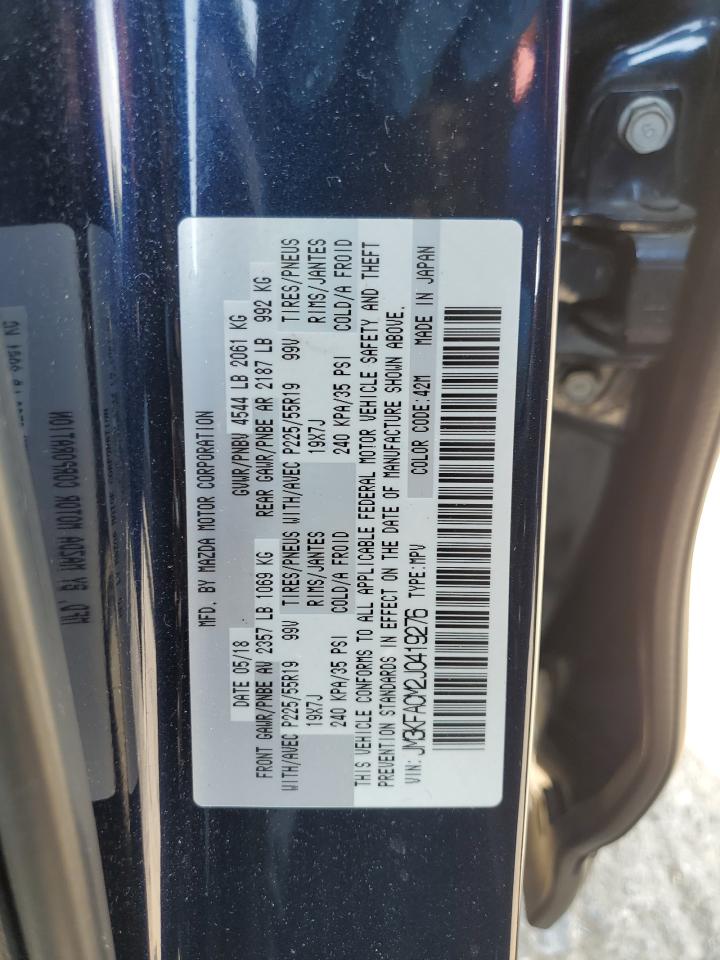 MFD. BY MAZDA MOTOR CORPORATION
DATE 05/18 GVWR/PNBV 4544 LB 2061 KG
FRONT GAWR/PNBE AV 2357 LB 1069 KG REAR GAWR/PNBE AR 2187 LB 992 KG
WITH/AVEC P225/55R19 99V TIRES/PNEUS WITH/AVEC P225/55R19 99V TIRES/PNEUS
19X7J RIMS/JANTES 19X7J RIMS/JANTES
240 KPA/35 PSI COLD/A FROID 240 KPA/35 PSI COLD/A FROID
THIS VEHICLE CONFORMS TO ALL APPLICABLE FEDERAL MOTOR VEHICLE SAFETY AND THEFT
PREVENTION STANDARDS IN EFFECT ON THE DATE OF MANUFACTURE SHOWN ABOVE.
VIN: JM3KFACM2J0419276 TYPE:MPV COLOR CODE:42M MADE IN JAPAN